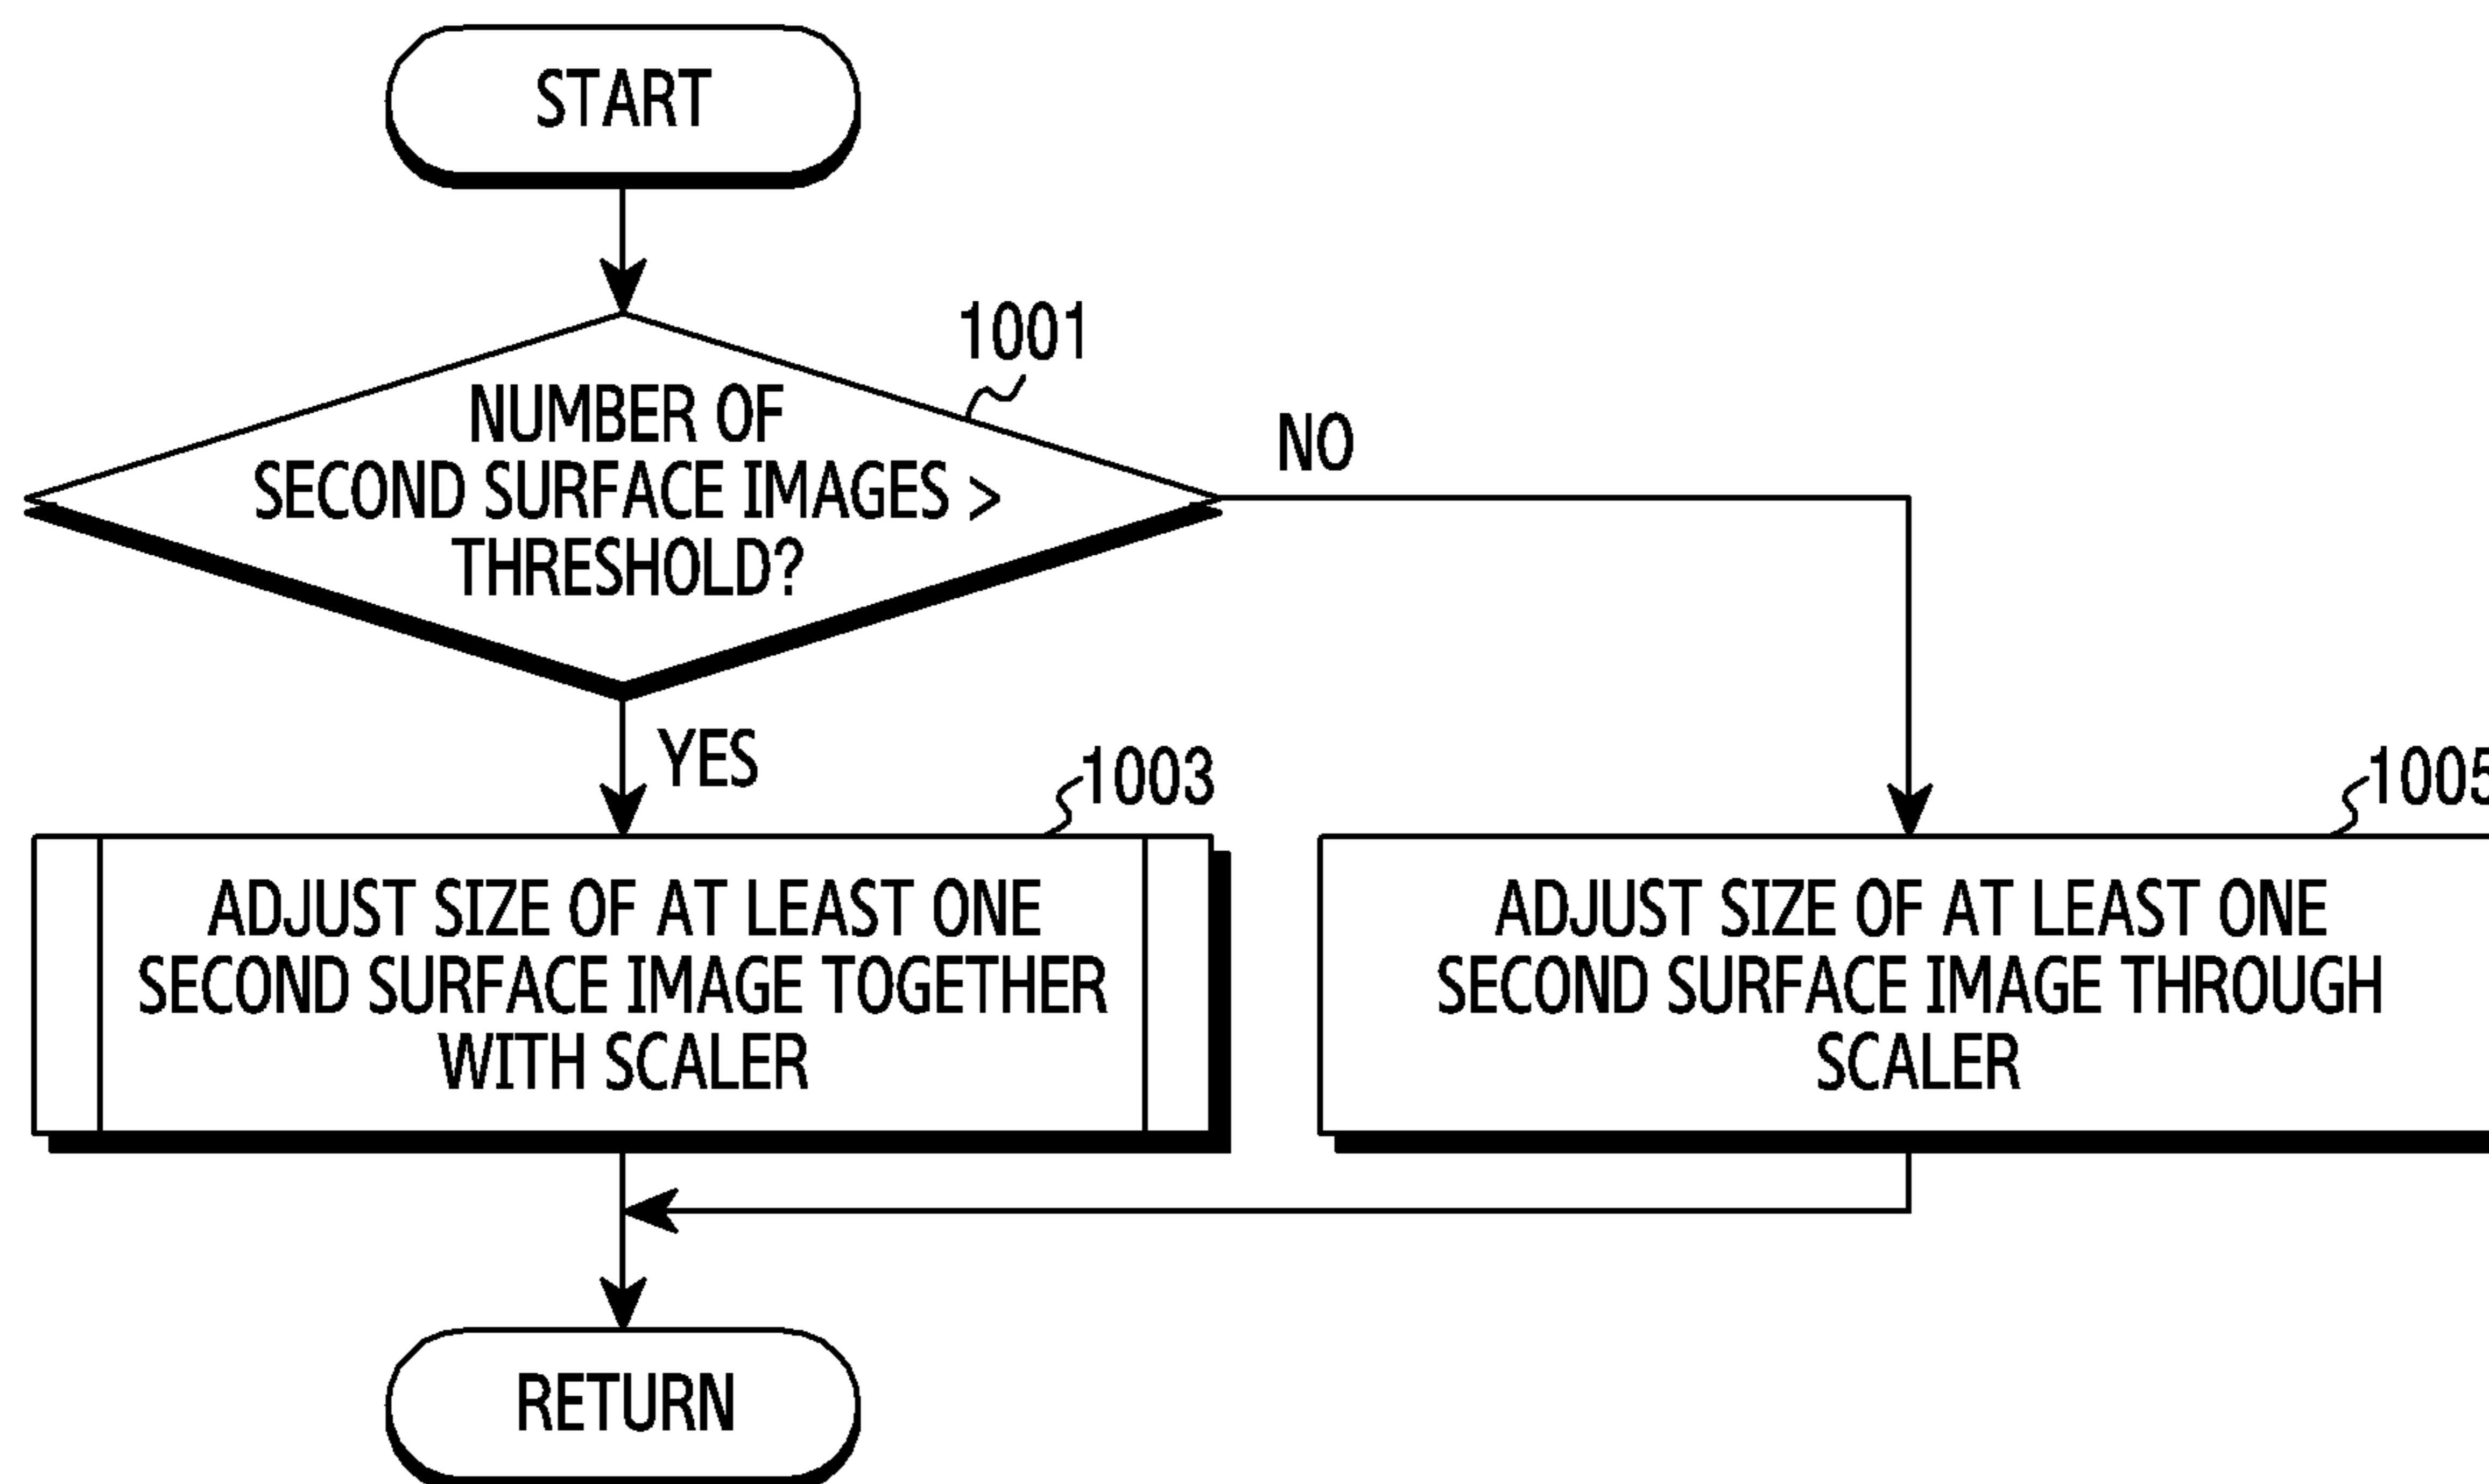 START
1001
NUMBER OF
SECOND SURFACE IMAGES >
THRESHOLD?
NO
YES
1003
ADJUST SIZE OF AT LEAST ONE
SECOND SURFACE IMAGE TOGETHER
WITH SCALER
1005
ADJUST SIZE OF AT LEAST ONE
SECOND SURFACE IMAGE THROUGH
SCALER
RETURN